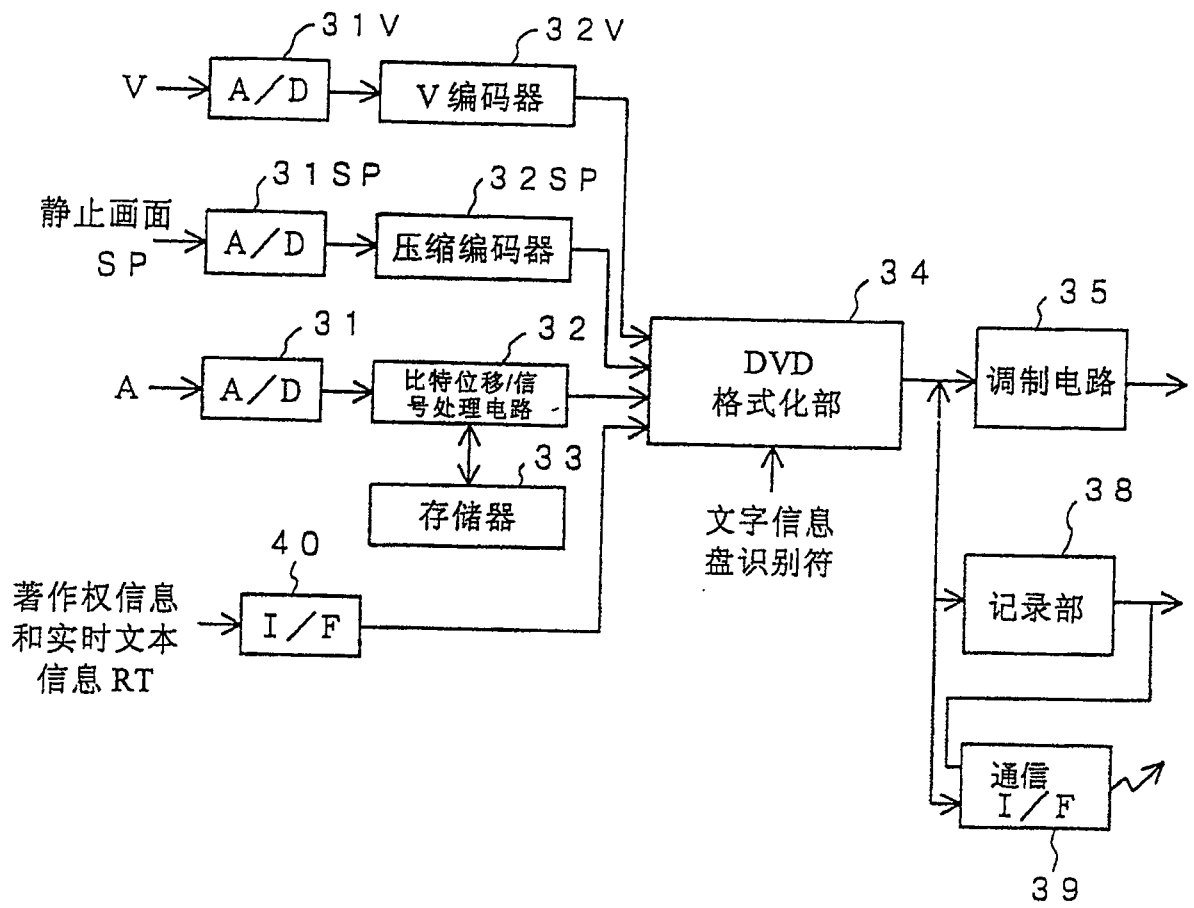 31V
32V
V
A/D
V编码器
31SP
32SP
静止画面
SP
A/D
压缩编码器
34
35
31
32
A
A/D
比特位移/信
号处理电路
DVD
格式化部
调制电路
33
存储器
文字信息
盘识别符
38
记录部
40
著作权信息
和实时文本
信息RT
I/F
通信
I/F
39